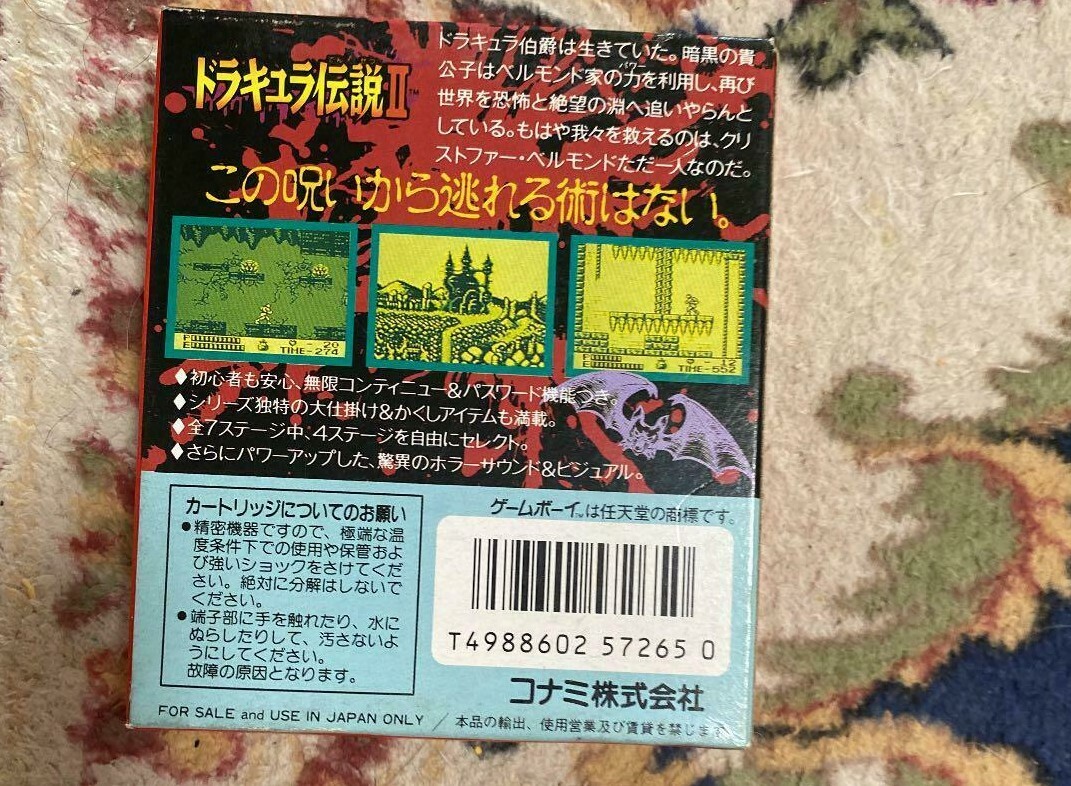 ドラキュラ伝説II™
ドラキュラ伯爵は生きていた。暗黒の貴
公子はベルモンド家の力を利用し、再び
パワー
世界を恐怖と絶望の淵へ追いやらんと
している。もはや我々を救えるのは、クリ
ストファー・ベルモンドただ一人なのだ。
この呪いから逃れる術はない。
P
E
- 20
TIME-274
P
E
- 12
TIME-552
♦初心者も安心、無限コンティニュー&パスワード機能つき。
♦シリーズ独特の大仕掛け&かくしアイテムも満載。
♦全7ステージ中、4ステージを自由にセレクト。
♦さらにパワーアップした、驚異のホラーサウンド&ビジュアル。
カートリッジについてのお願い
●精密機器ですので、極端な温
度条件下での使用や保管およ
び強いショックをさけてくだ
さい。絶対に分解はしないで
ください。
●端子部に手を触れたり、水に
ぬらしたりして、汚さないよ
うにしてください。
故障の原因となります。
ゲームボーイ™は任天堂の商標です。
T4988602 57265 0
コナミ株式会社
FOR SALE and USE IN JAPAN ONLY / 本品の輸出、使用営業及び賃貸を禁じます